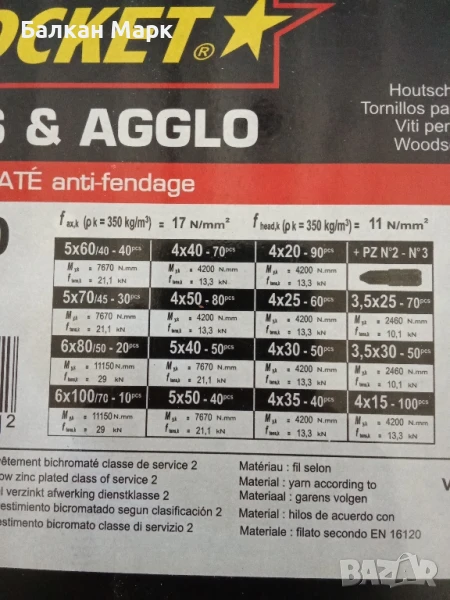 Балкан Марк
OCKET®
S & AGGLO
Houtsch
Tornillos pa
Viti per
Woodsc
ATÉ anti-fendage
f ax,k (ρk = 350 kg/m³) = 17 N/mm² f head,k (ρk = 350 kg/m³) = 11 N/mm²
5x60/40 - 40pcs 4x40 - 70pcs 4x20 - 90pcs + PZ N°2 - N°3
M y,k = 7670 N.mm M y,k = 4200 N.mm M y,k = 4200 N.mm
f tens,k = 21,1 kN f tens,k = 13,3 kN f tens,k = 13,3 kN
5x70/45 - 30pcs 4x50 - 80pcs 4x25 - 60pcs 3,5x25 - 70pcs
M y,k = 7670 N.mm M y,k = 4200 N.mm M y,k = 4200 N.mm M y,k = 2460 N.mm
f tens,k = 21,1 kN f tens,k = 13,3 kN f tens,k = 13,3 kN f tens,k = 10,1 kN
6x80/50 - 20pcs 5x40 - 50pcs 4x30 - 50pcs 3,5x30 - 50pcs
M y,k = 11150 N.mm M y,k = 7670 N.mm M y,k = 4200 N.mm M y,k = 2460 N.mm
f tens,k = 29 kN f tens,k = 21,1 kN f tens,k = 13,3 kN f tens,k = 10,1 kN
6x100/70 - 10pcs 5x50 - 40pcs 4x35 - 40pcs 4x15 - 100pcs
M y,k = 11150 N.mm M y,k = 7670 N.mm M y,k = 4200 N.mm M y,k = 4200 N.mm
f tens,k = 29 kN f tens,k = 21,1 kN f tens,k = 13,3 kN f tens,k = 13,3 kN
2
evêtement bichromaté classe de service 2
ow zinc plated class of service 2
l verzinkt afwerking dienstklasse 2
estimiento bicromatado segun clasificación 2
estimento bicromato classe di servizio 2
Matériau : fil selon
Material : yarn according to
Materiaal : garens volgen
Material : hilos de acuerdo con
Materiale : filato secondo EN 16120
V
BAZAR